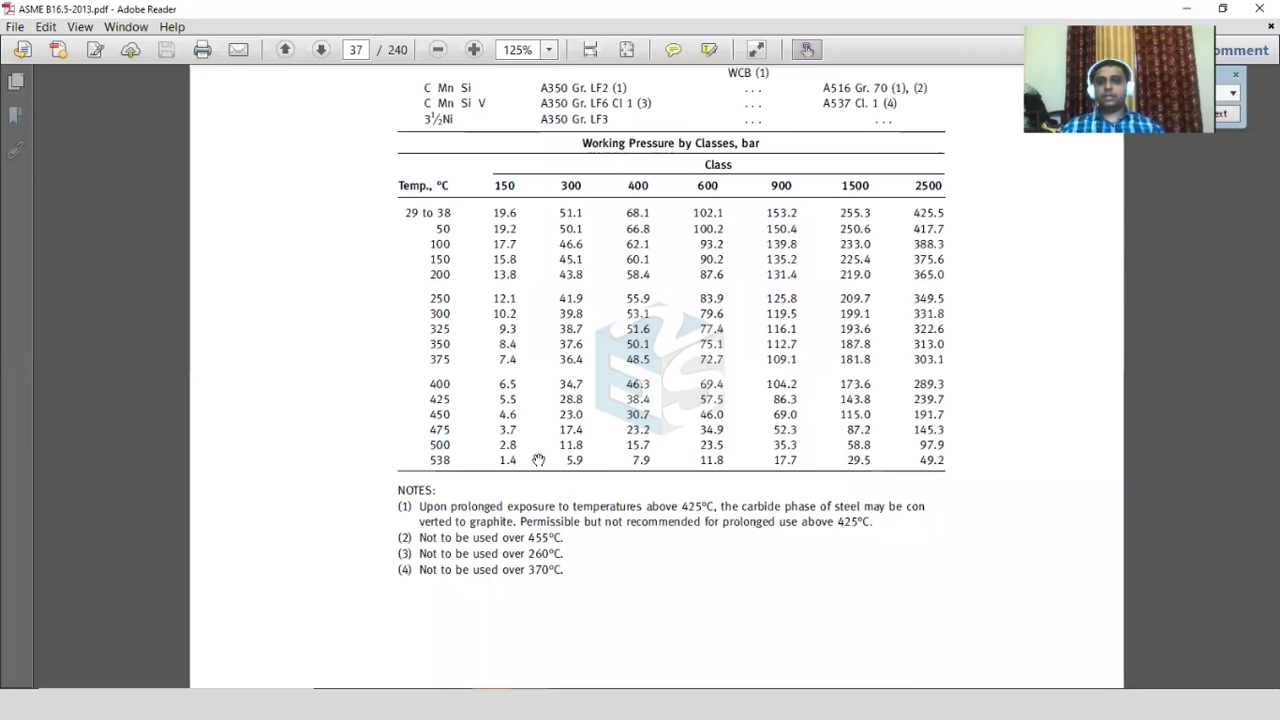 ASME B16.5-2013.pdf - Adobe Reader
File Edit View Window Help
37 / 240 125% omment
WCB (1)
C Mn Si A350 Gr. LF2 (1) ... A516 Gr. 70 (1), (2)
C Mn Si V A350 Gr. LF6 Cl 1 (3) ... A537 Cl. 1 (4)
3½Ni A350 Gr. LF3 ... ...
ext
Working Pressure by Classes, bar
Class
Temp., °C 150 300 400 600 900 1500 2500
29 to 38 19.6 51.1 68.1 102.1 153.2 255.3 425.5
50 19.2 50.1 66.8 100.2 150.4 250.6 417.7
100 17.7 46.6 62.1 93.2 139.8 233.0 388.3
150 15.8 45.1 60.1 90.2 135.2 225.4 375.6
200 13.8 43.8 58.4 87.6 131.4 219.0 365.0
250 12.1 41.9 55.9 83.9 125.8 209.7 349.5
300 10.2 39.8 53.1 79.6 119.5 199.1 331.8
325 9.3 38.7 51.6 77.4 116.1 193.6 322.6
350 8.4 37.6 50.1 75.1 112.7 187.8 313.0
375 7.4 36.4 48.5 72.7 109.1 181.8 303.1
400 6.5 34.7 46.3 69.4 104.2 173.6 289.3
425 5.5 28.8 38.4 57.5 86.3 143.8 239.7
450 4.6 23.0 30.7 46.0 69.0 115.0 191.7
475 3.7 17.4 23.2 34.9 52.3 87.2 145.3
500 2.8 11.8 15.7 23.5 35.3 58.8 97.9
538 1.4 5.9 7.9 11.8 17.7 29.5 49.2
NOTES:
(1) Upon prolonged exposure to temperatures above 425°C, the carbide phase of steel may be con
verted to graphite. Permissible but not recommended for prolonged use above 425°C.
(2) Not to be used over 455°C.
(3) Not to be used over 260°C.
(4) Not to be used over 370°C.